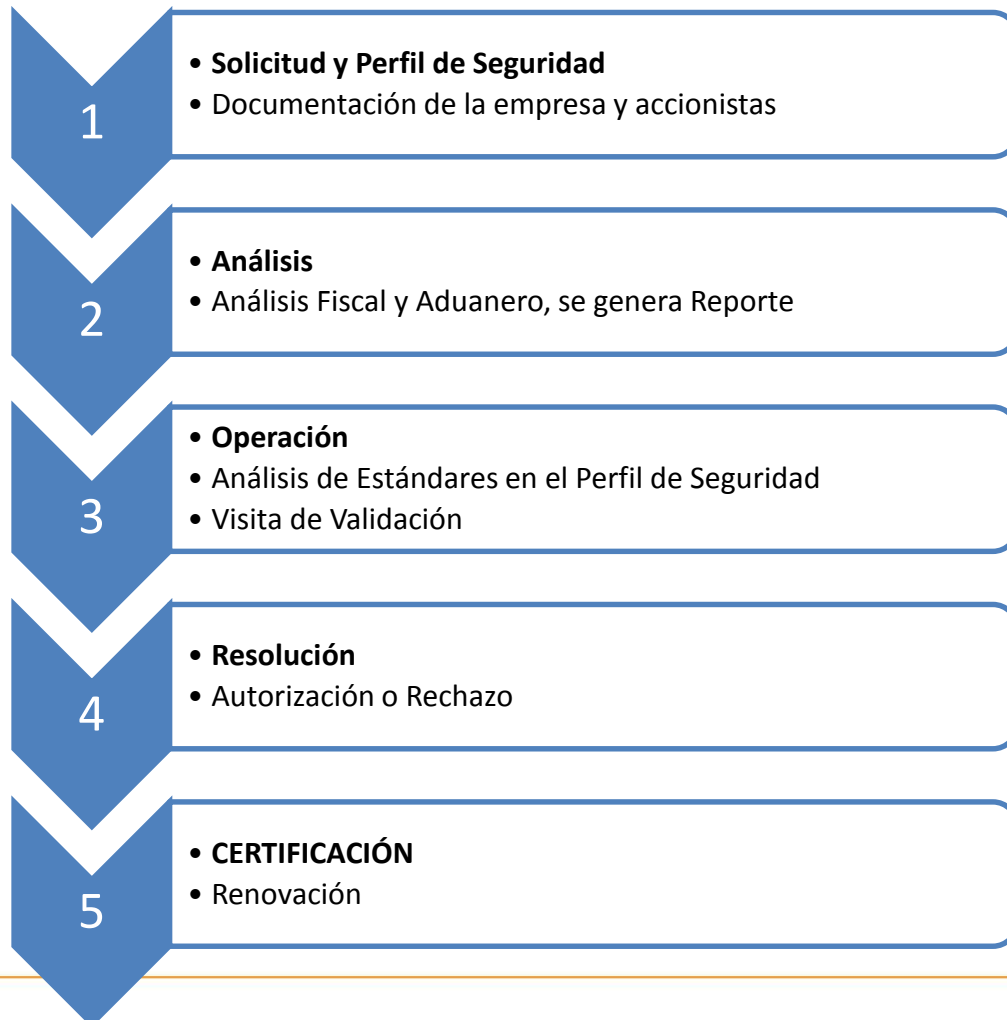 1
• Solicitud y Perfil de Seguridad
• Documentación de la empresa y accionistas
2
• Análisis
• Análisis Fiscal y Aduanero, se genera Reporte
3
• Operación
• Análisis de Estándares en el Perfil de Seguridad
• Visita de Validación
4
• Resolución
• Autorización o Rechazo
5
• CERTIFICACIÓN
• Renovación